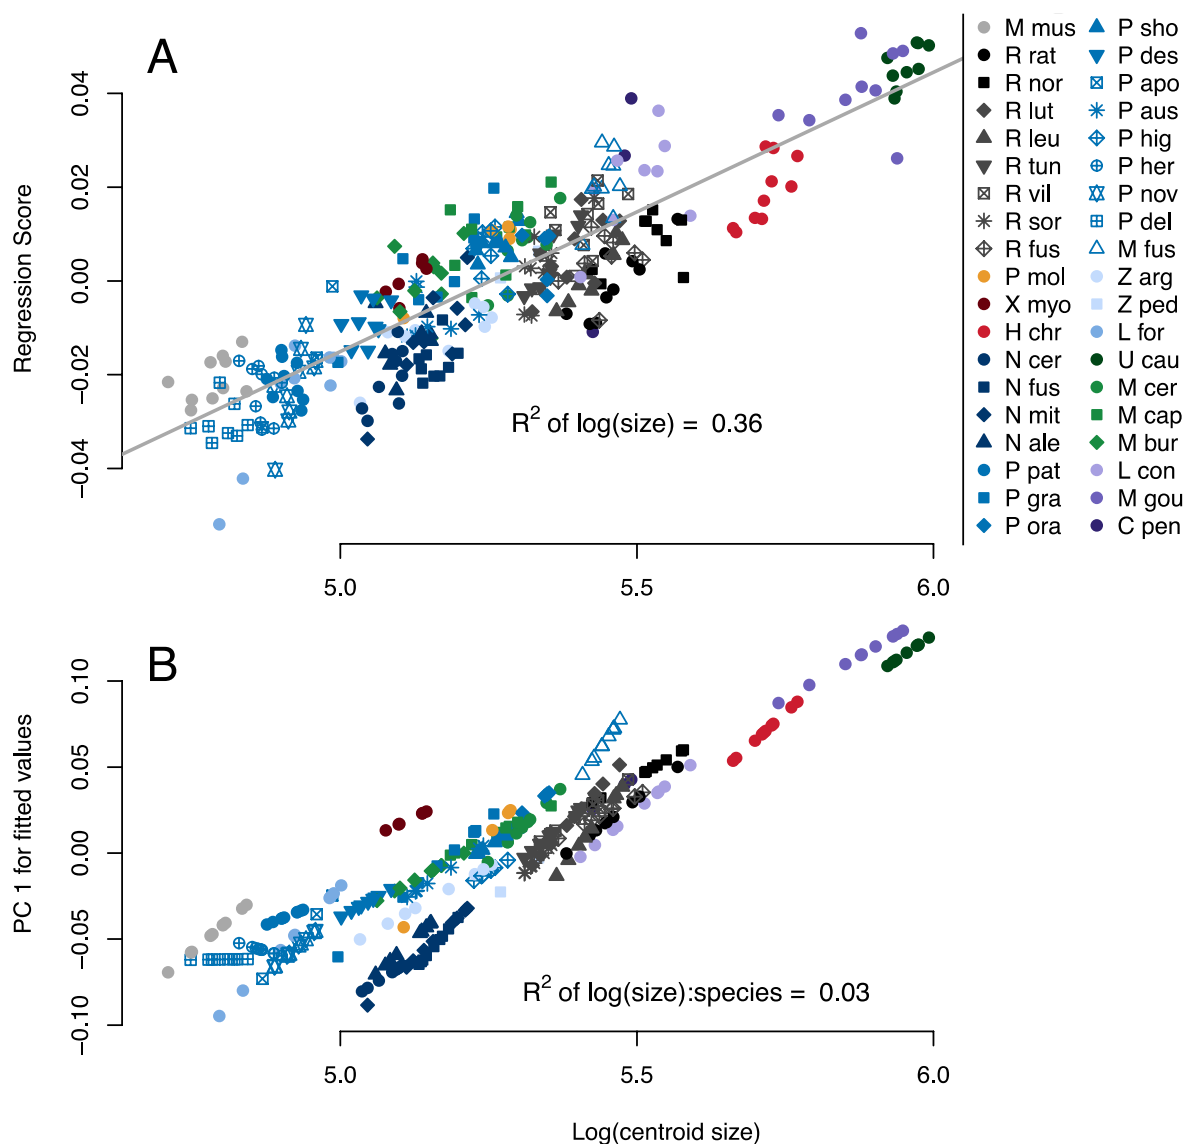 A
Regression Score
0.04
0.02
0.00
−0.02
−0.04
R2 of log(size) = 0.36
5.0
5.5
6.0
M mus
R rat
R nor
R lut
R leu
R tun
R vil
R sor
R fus
P mol
X myo
H chr
N cer
N fus
N mit
N ale
P pat
P gra
P ora
P sho
P des
P apo
P aus
P hig
P her
P nov
P del
M fus
Z arg
Z ped
L for
U cau
M cer
M cap
M bur
L con
M gou
C pen
B
PC 1 for fitted values
0.10
0.05
0.00
−0.05
−0.10
R2 of log(size):species = 0.03
5.0
5.5
6.0
Log(centroid size)